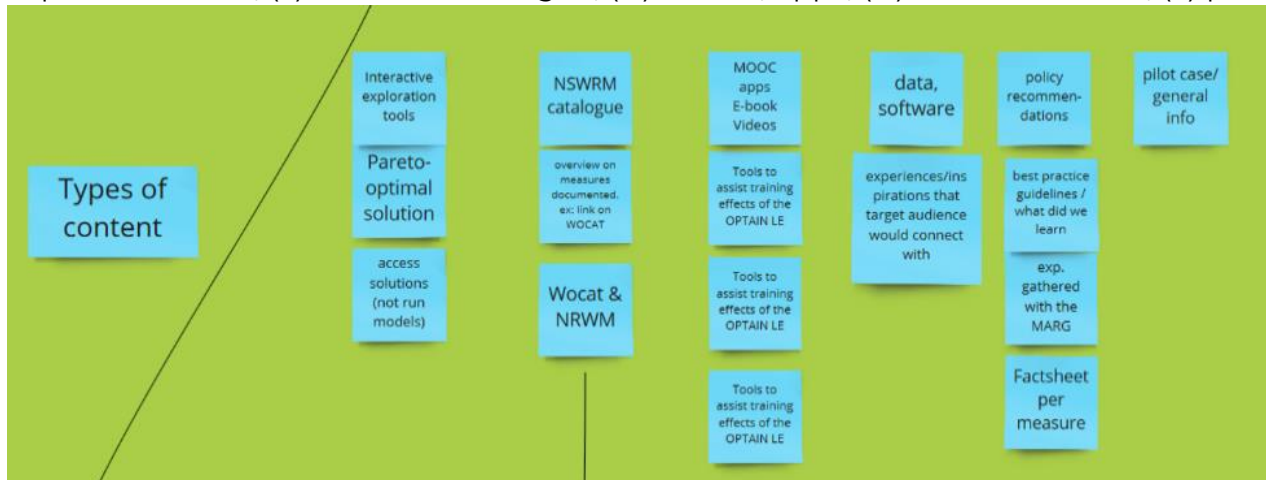 Types of
content
Interactive
exploration
tools
Pareto-
optimal
solution
access
solutions
(not run
models)
NSWRM
catalogue
overview on
measures
documented.
ex: link on
WOCAT
Wocat &
NRWM
MOOC
apps
E-book
Videos
Tools to
assist training
effects of the
OPTAIN LE
Tools to
assist training
effects of the
OPTAIN LE
Tools to
assist training
effects of the
OPTAIN LE
data,
software
experiences/ins
pirations that
target audience
would connect
with
policy
recommen-
dations
best practice
guidelines /
what did we
learn
exp.
gathered
with the
MARG
Factsheet
per
measure
pilot case/
general
info